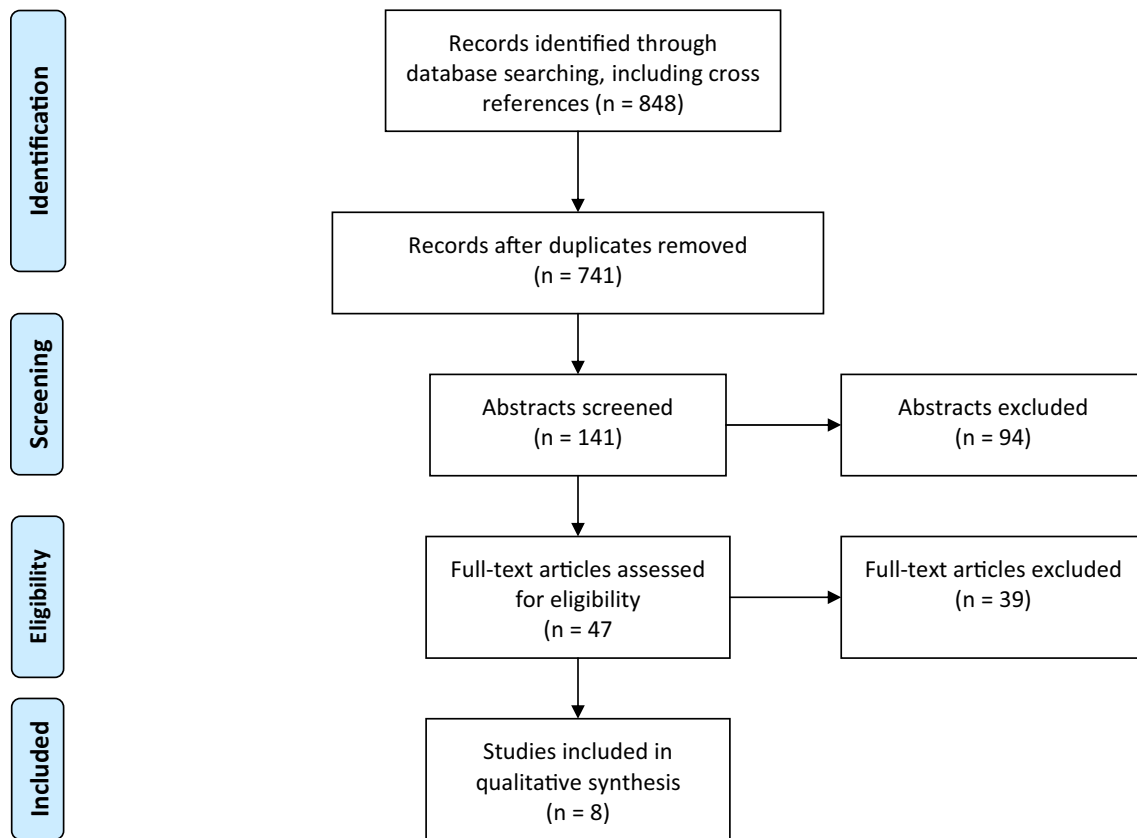 Identification
Records identified through
database searching, including cross
references (n = 848)
Records after duplicates removed
(n = 741)
Screening
Abstracts screened
(n = 141)
Abstracts excluded
(n = 94)
Eligibility
Full-text articles assessed
for eligibility
(n = 47
Full-text articles excluded
(n = 39)
Included
Studies included in
qualitative synthesis
(n = 8)